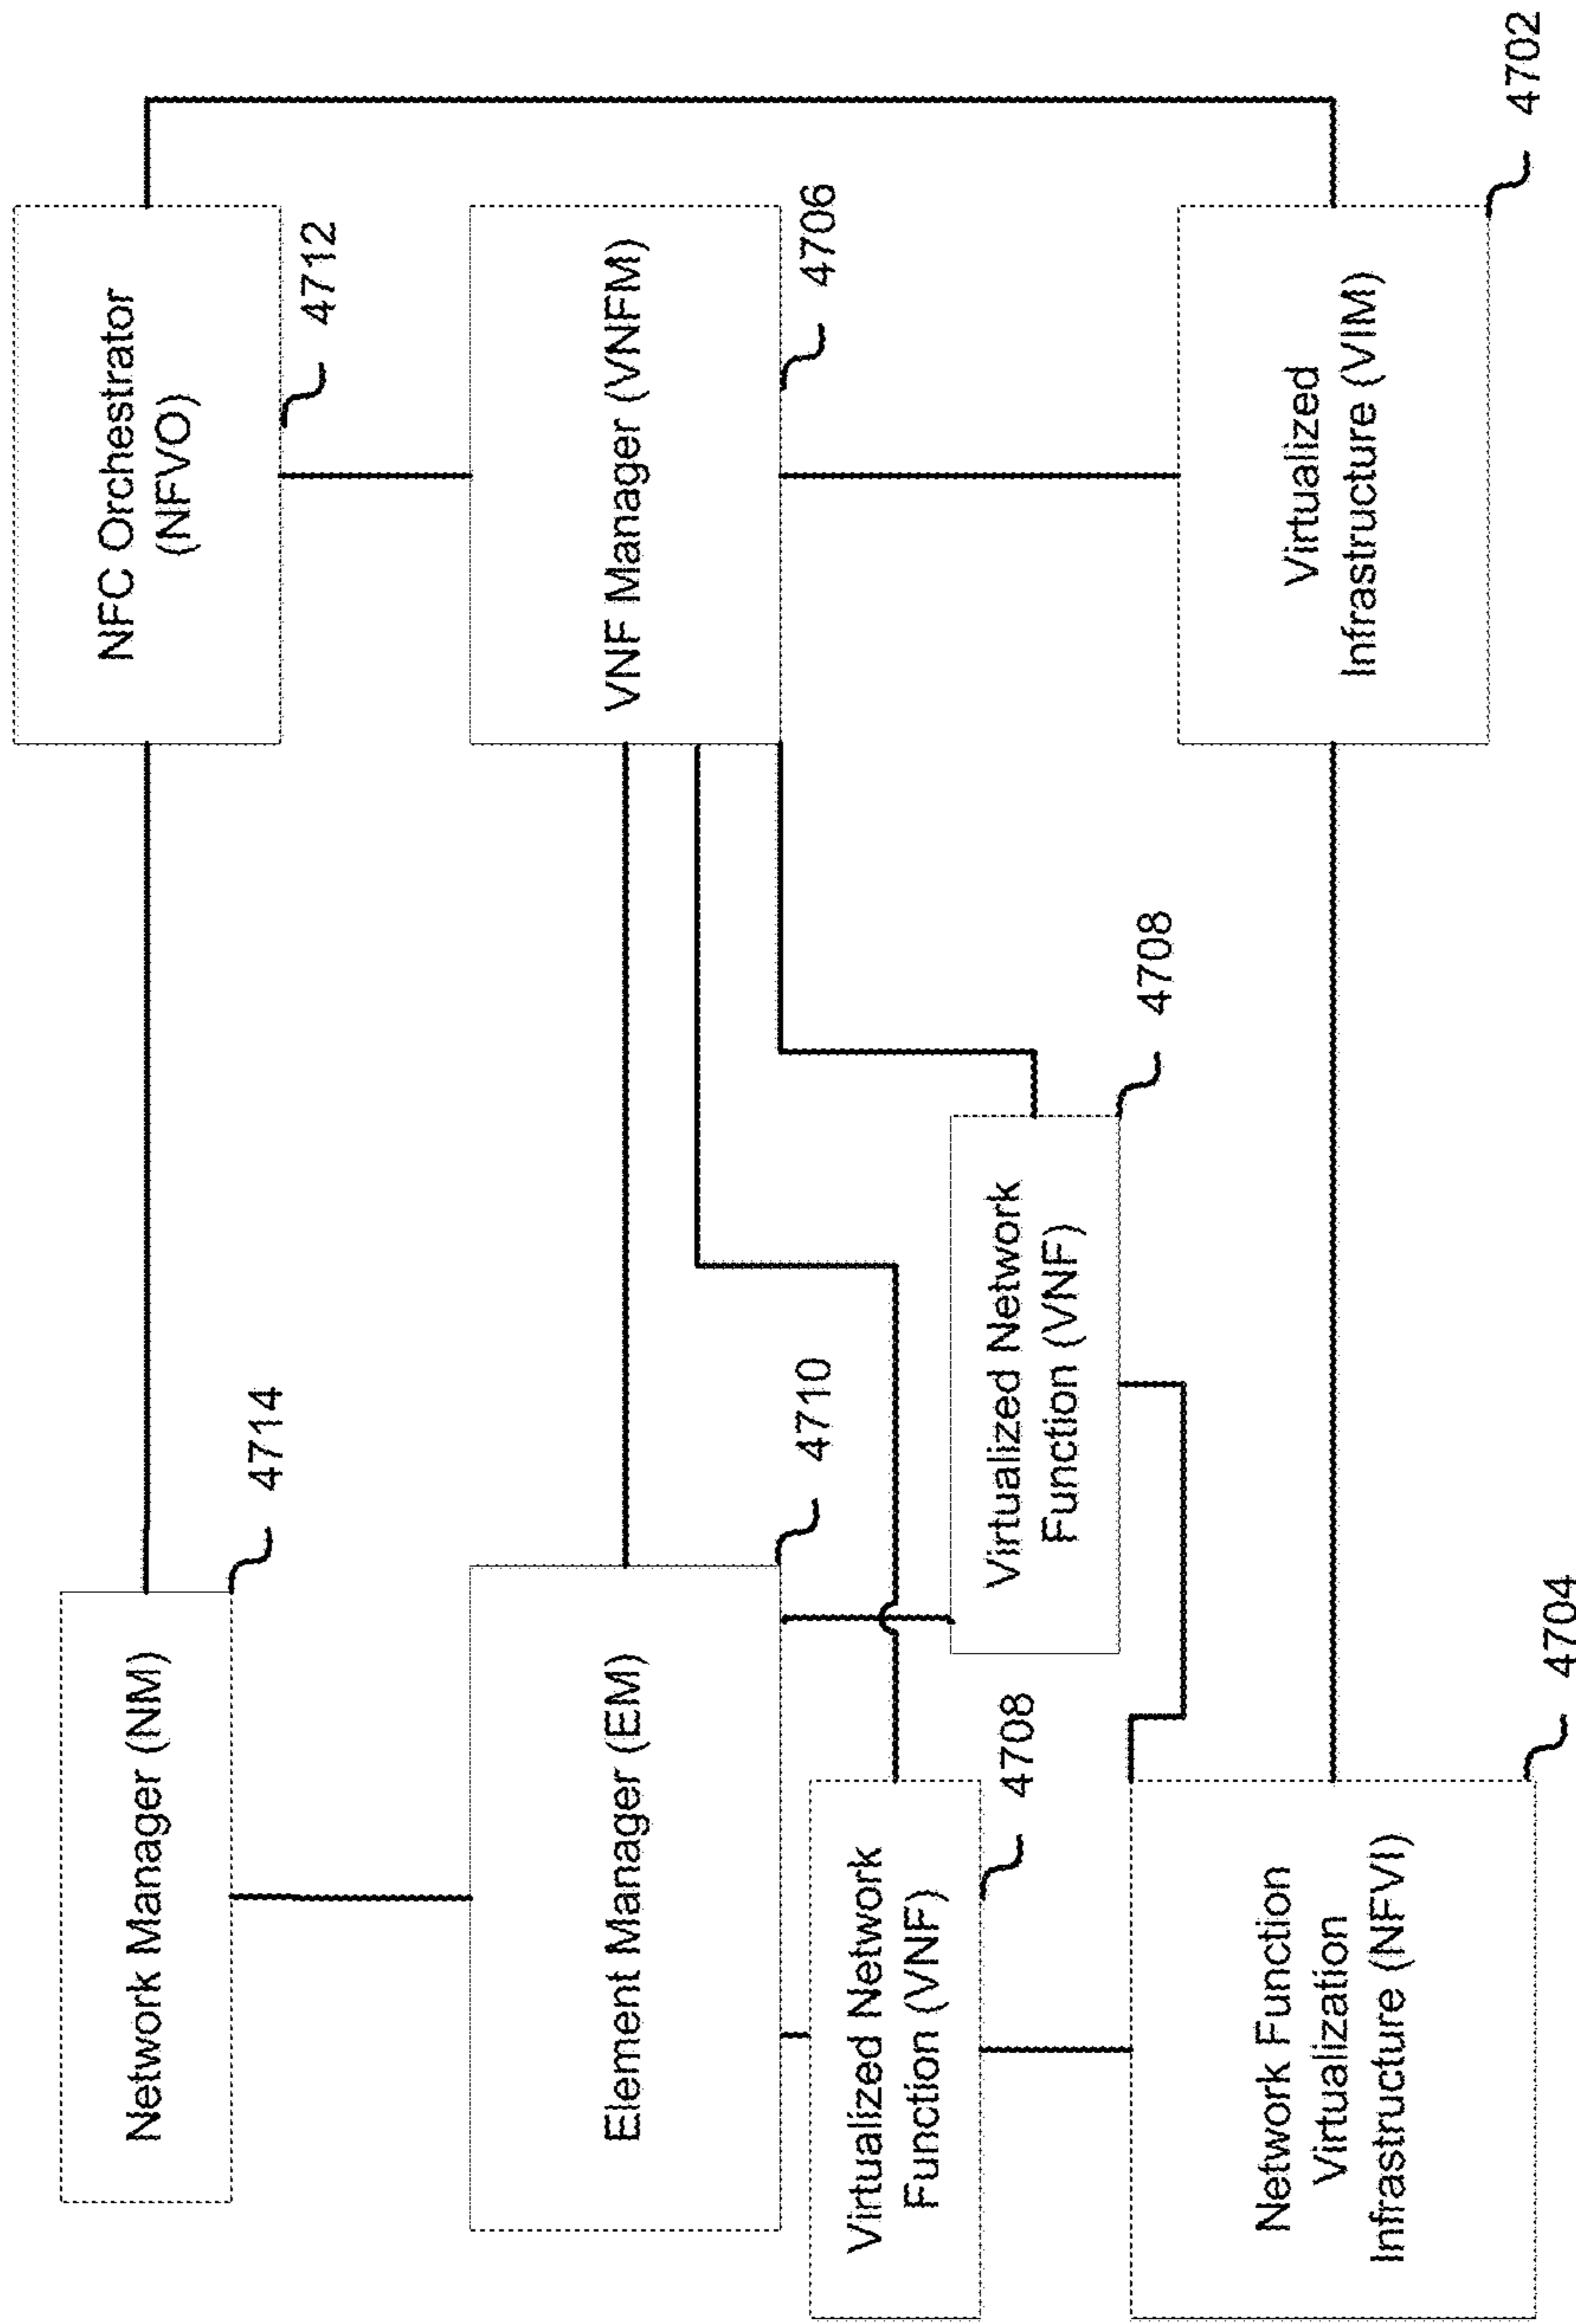 Network Manager (NM)
4714
NFC Orchestrator
(NFVO)
4712
Element Manager (EM)
4710
VNF Manager (VNFM)
4706
Virtualized Network
Function (VNF)
4708
Virtualized Network
Function (VNF)
4708
Network Function
Virtualization
Infrastructure (NFVI)
4704
Virtualized
Infrastructure (VIM)
4702